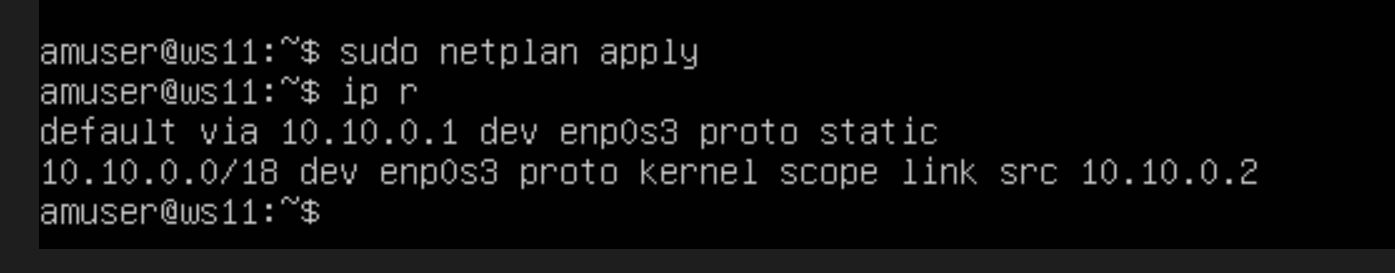 amuser@ws11:~$ sudo netplan apply
amuser@ws11:~$ ip r
default via 10.10.0.1 dev enp0s3 proto static
10.10.0.0/18 dev enp0s3 proto kernel scope link src 10.10.0.2
amuser@ws11:~$